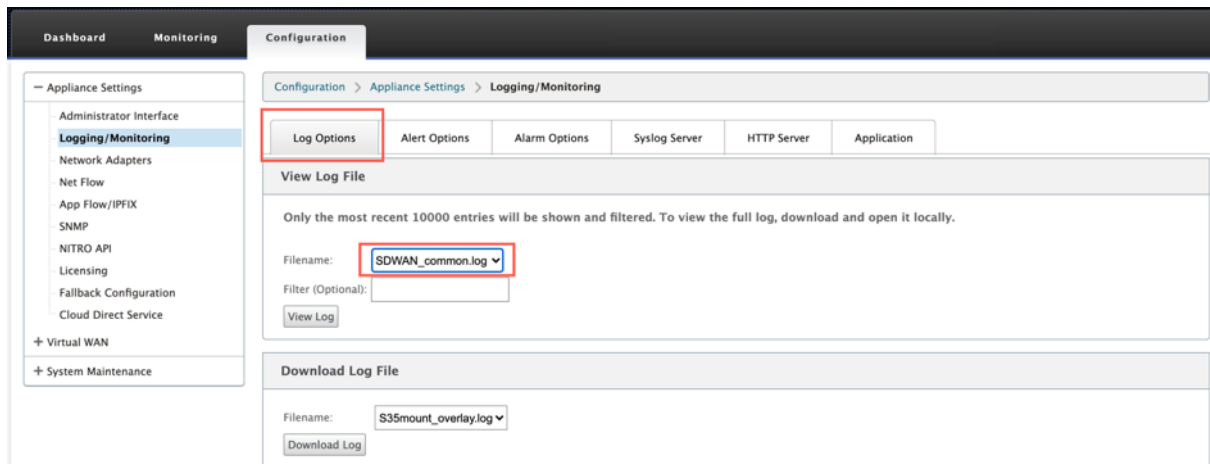 Dashboard Monitoring Configuration
— Appliance Settings
Administrator Interface
Logging/Monitoring
Network Adapters
Net Flow
App Flow/IPFIX
SNMP
NITRO API
Licensing
Fallback Configuration
Cloud Direct Service
+ Virtual WAN
+ System Maintenance
Configuration > Appliance Settings > Logging/Monitoring
Log Options Alert Options Alarm Options Syslog Server HTTP Server Application
View Log File
Only the most recent 10000 entries will be shown and filtered. To view the full log, download and open it locally.
Filename: SDWAN_common.log
Filter (Optional):
View Log
Download Log File
Filename: S35mount_overlay.log
Download Log